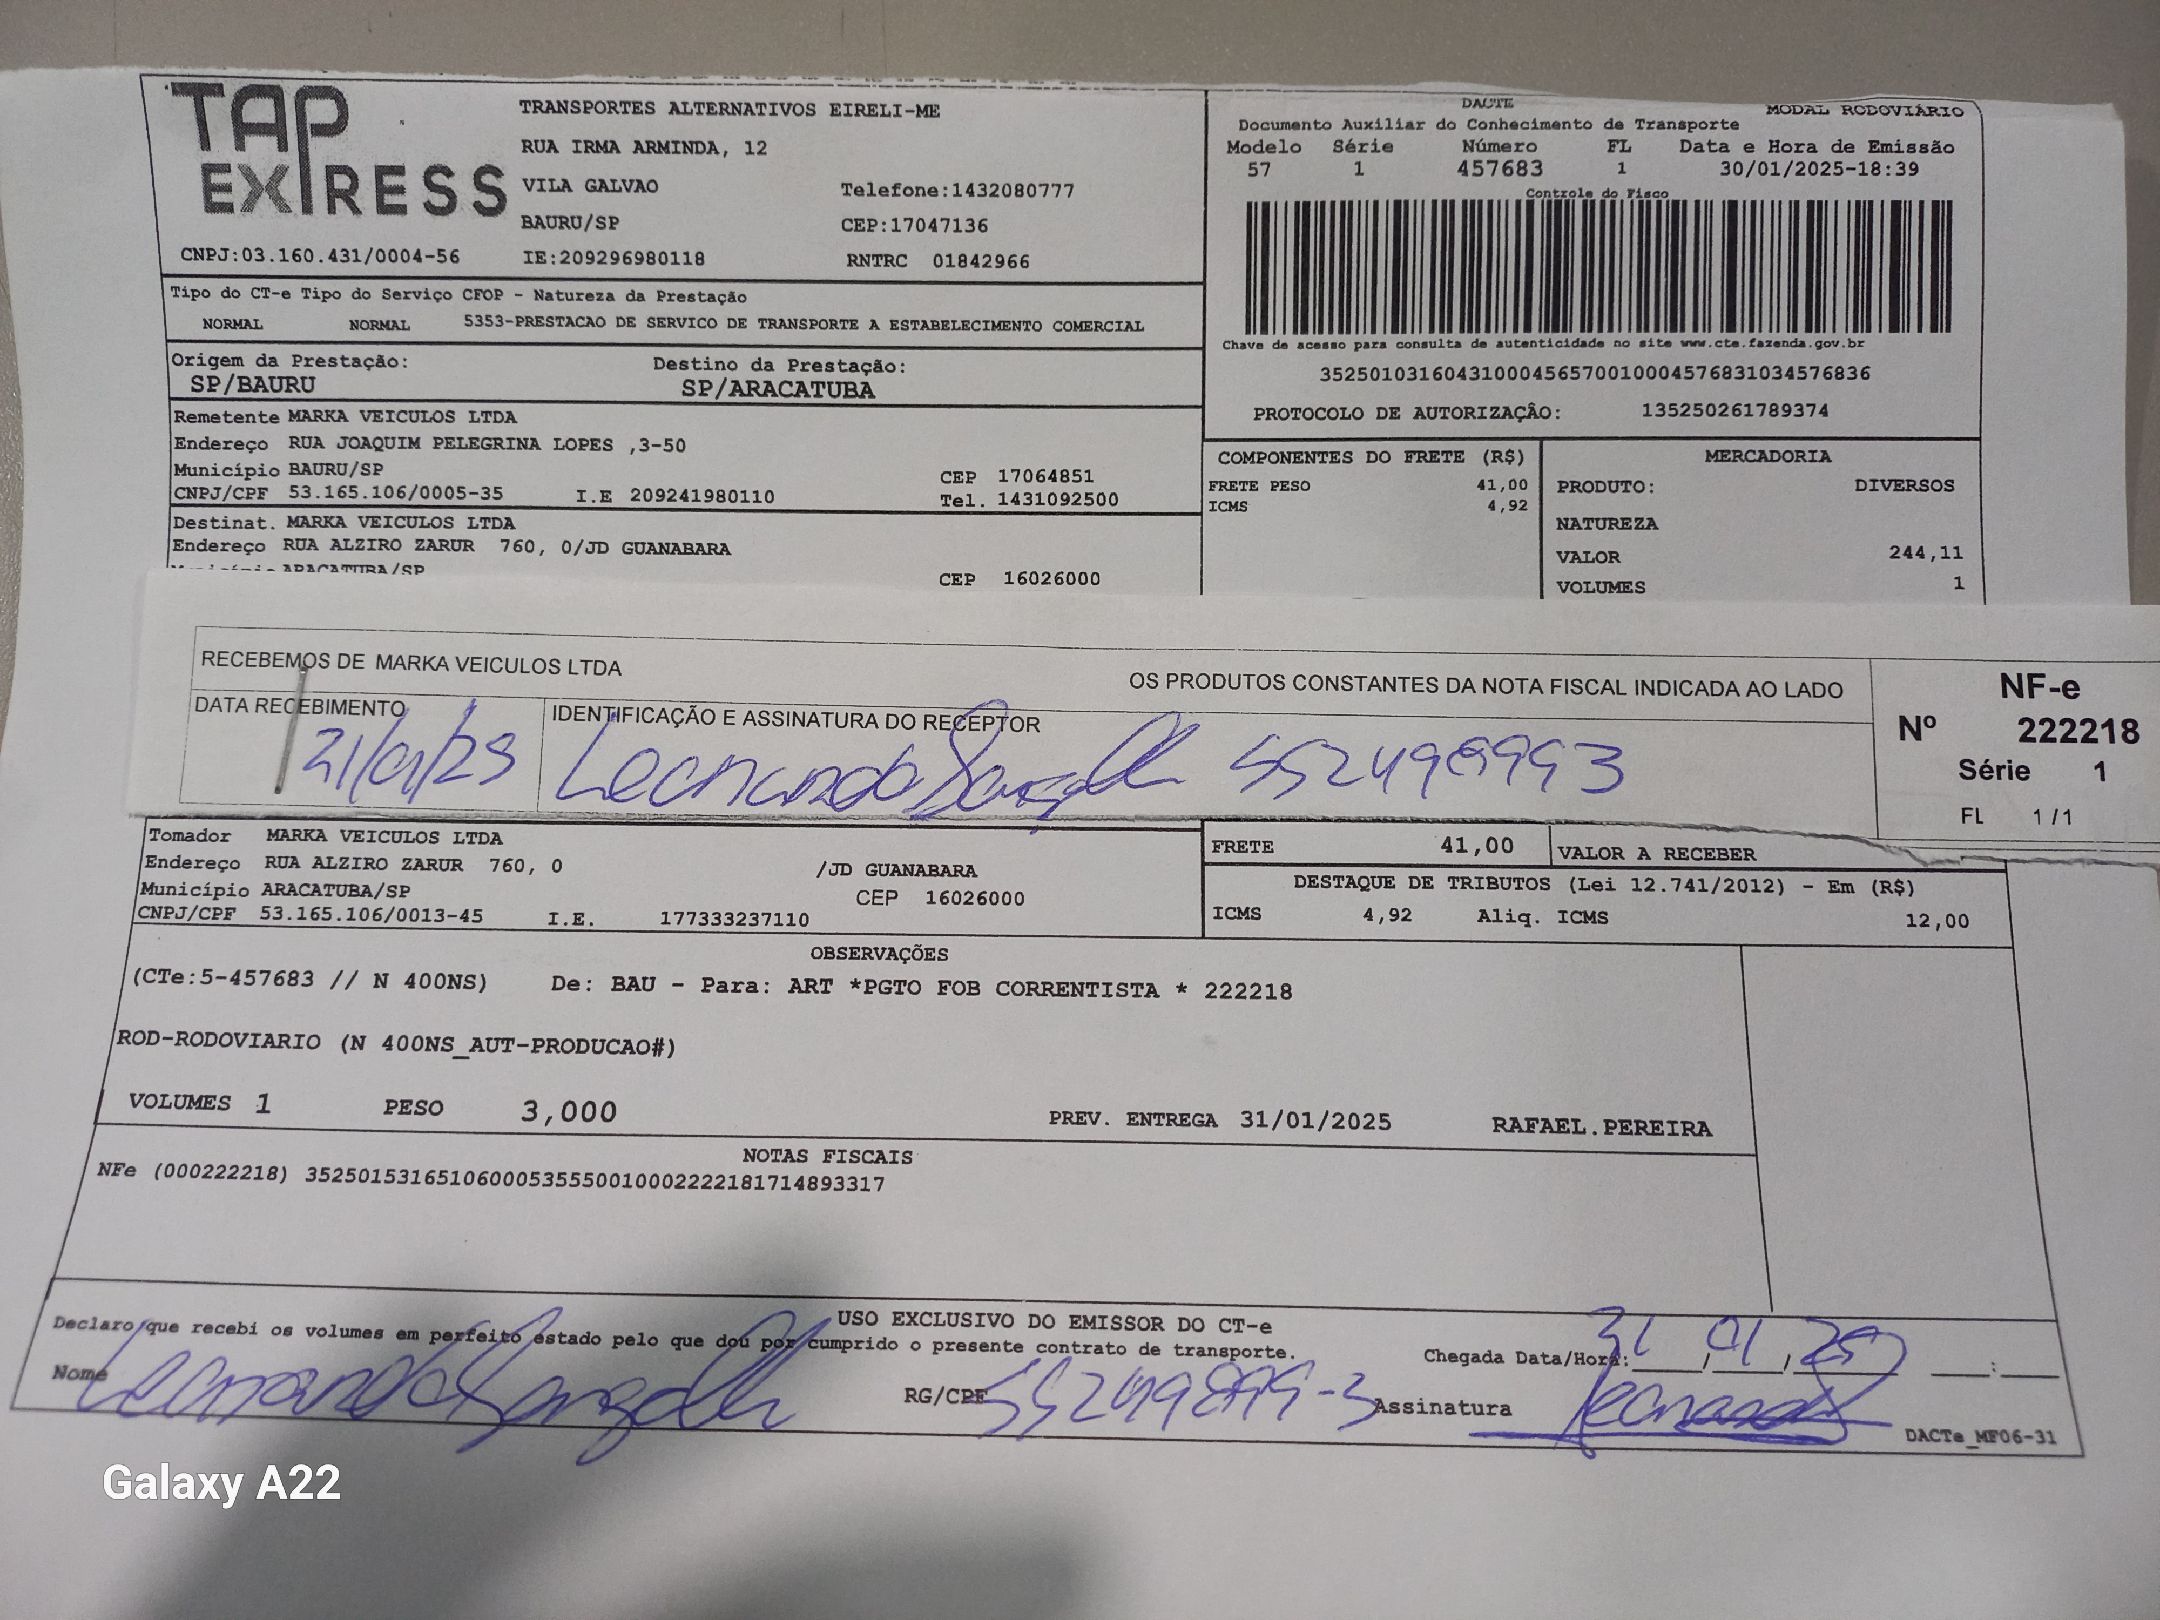 TAP EXPRESS
TRANSPORTES ALTERNATIVOS EIRELI-ME
RUA IRMA ARMINDA, 12
VILA GALVAO Telefone:1432080777
BAURU/SP CEP:17047136
CNPJ:03.160.431/0004-56 IE:209296980118 RNTRC 01842966
DACTE MODAL RODOVIÁRIO
Documento Auxiliar do Conhecimento de Transporte
Modelo Série Número FL Data e Hora de Emissão
57 1 457683 1 30/01/2025-18:39
Controle do Fisco
Chave de acesso para consulta de autenticidade no site www.cte.fazenda.gov.br
35250103160431000456570010004576831034576836
PROTOCOLO DE AUTORIZAÇÃO: 135250261789374
Tipo do CT-e Tipo do Serviço CFOP - Natureza da Prestação
NORMAL NORMAL 5353-PRESTACAO DE SERVICO DE TRANSPORTE A ESTABELECIMENTO COMERCIAL
Origem da Prestação: Destino da Prestação:
SP/BAURU SP/ARACATUBA
Remetente MARKA VEICULOS LTDA
Endereço RUA JOAQUIM PELEGRINA LOPES ,3-50
Município BAURU/SP CEP 17064851
CNPJ/CPF 53.165.106/0005-35 I.E 209241980110 Tel. 1431092500
Destinat. MARKA VEICULOS LTDA
Endereço RUA ALZIRO ZARUR 760, 0/JD GUANABARA
Município ARACATUBA/SP CEP 16026000
COMPONENTES DO FRETE (R$)
FRETE PESO 41,00
ICMS 4,92
MERCADORIA
PRODUTO: DIVERSOS
NATUREZA
VALOR 244,11
VOLUMES 1
RECEBEMOS DE MARKA VEICULOS LTDA OS PRODUTOS CONSTANTES DA NOTA FISCAL INDICADA AO LADO
DATA RECEBIMENTO IDENTIFICAÇÃO E ASSINATURA DO RECEPTOR
31/01/25 Leonardo
NF-e
Nº 222218
Série 1
FL 1/1
Tomador MARKA VEICULOS LTDA
Endereço RUA ALZIRO ZARUR 760, 0 /JD GUANABARA
Município ARACATUBA/SP CEP 16026000
CNPJ/CPF 53.165.106/0013-45 I.E. 177333237110
FRETE 41,00 VALOR A RECEBER
DESTAQUE DE TRIBUTOS (Lei 12.741/2012) - Em (R$)
ICMS 4,92 Aliq. ICMS 12,00
OBSERVAÇÕES
(CTe:5-457683 // N 400NS) De: BAU - Para: ART *PGTO FOB CORRENTISTA * 222218
ROD-RODOVIARIO (N 400NS_AUT-PRODUCAO#)
VOLUMES 1 PESO 3,000 PREV. ENTREGA 31/01/2025 RAFAEL.PEREIRA
NOTAS FISCAIS
NFe (000222218) 35250153165106000535550010002222181714893317
USO EXCLUSIVO DO EMISSOR DO CT-e
Declaro que recebi os volumes em perfeito estado pelo que dou por cumprido o presente contrato de transporte.
Chegada Data/Hora: 31/01/25 :
Nome Leonardo RG/CPF Assinatura Leonardo
DACTe_MF06-31
Galaxy A22